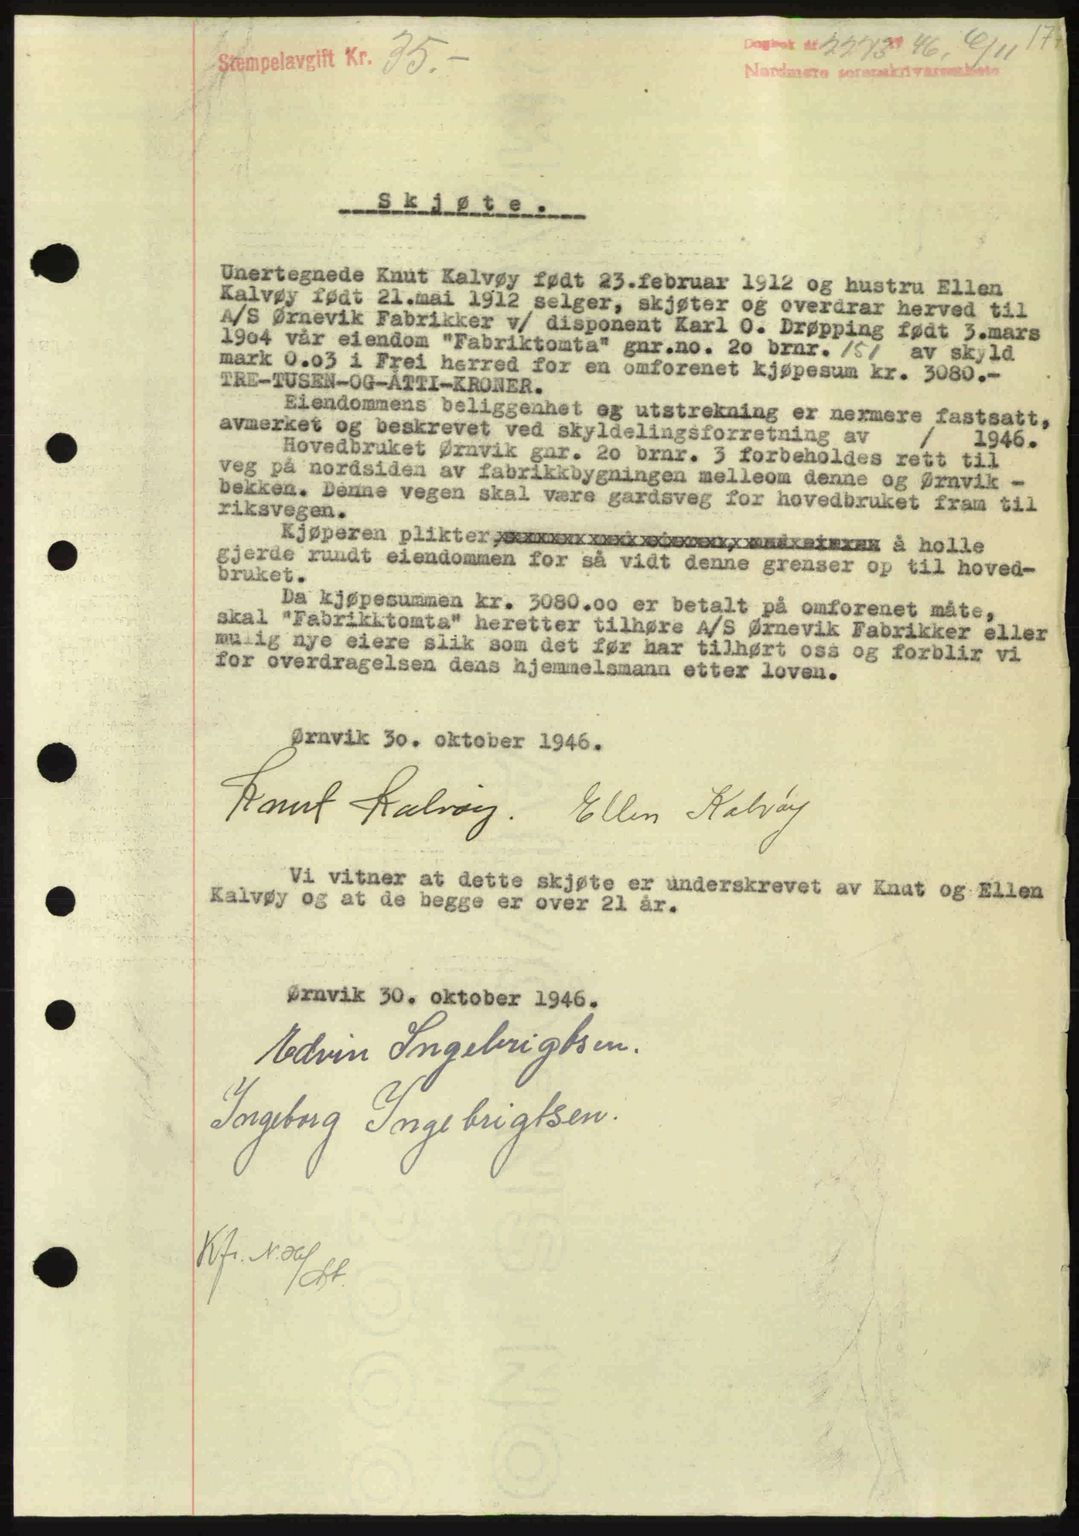 Stempelavgift Kr. 35.-
Dagbok nr 2273 19 46, 6/11 17
Nordmøre sorenskriverembete
Skjøte.
Unertegnede Knut Kalvøy født 23.februar 1912 og hustru Ellen
Kalvøy født 21.mai 1912 selger, skjøter og overdrar herved til
A/S Ørnevik Fabrikker v/ disponent Karl O. Drøpping født 3.mars
19o4 vår eiendom "Fabriktomta" gnr.no. 2o brnr. 151 av skyld
mark 0.o3 i Frei herred for en omforenet kjøpesum kr. 3080.-
TRE-TUSEN-OG-ÅTTI-KRONER.
Eiendommens beliggenhet og utstrekning er nermere fastsatt,
avmerket og beskrevet ved skyldelingsforretning av / 1946.
Hovedbruket Ørnvik gnr. 2o brnr. 3 forbeholdes rett til
veg på nordsiden av fabrikkbygningen melleom denne og Ørnvik -
bekken. Denne vegen skal være gardsveg for hovedbruket fram til
riksvegen.
Kjøperen plikter å holle
gjerde rundt eiendommen for så vidt denne grenser op til hoved-
bruket.
Da kjøpesummen kr. 3080.oo er betalt på omforenet måte,
skal "Fabrikktomta" heretter tilhøre A/S Ørnevik Fabrikker eller
mulig nye eiere slik som det før har tilhørt oss og forblir vi
for overdragelsen dens hjemmelsmann etter loven.
Ørnvik 3o. oktober 1946.
Knut Kalvøy. Ellen Kalvøy
Vi vitner at dette skjøte er underskrevet av Knut og Ellen
Kalvøy og at de begge er over 21 år.
Ørnvik 30. oktober 1946.
Edvin Ingebrigtsen.
Ingeborg Ingebrigtsen.
Kfr.